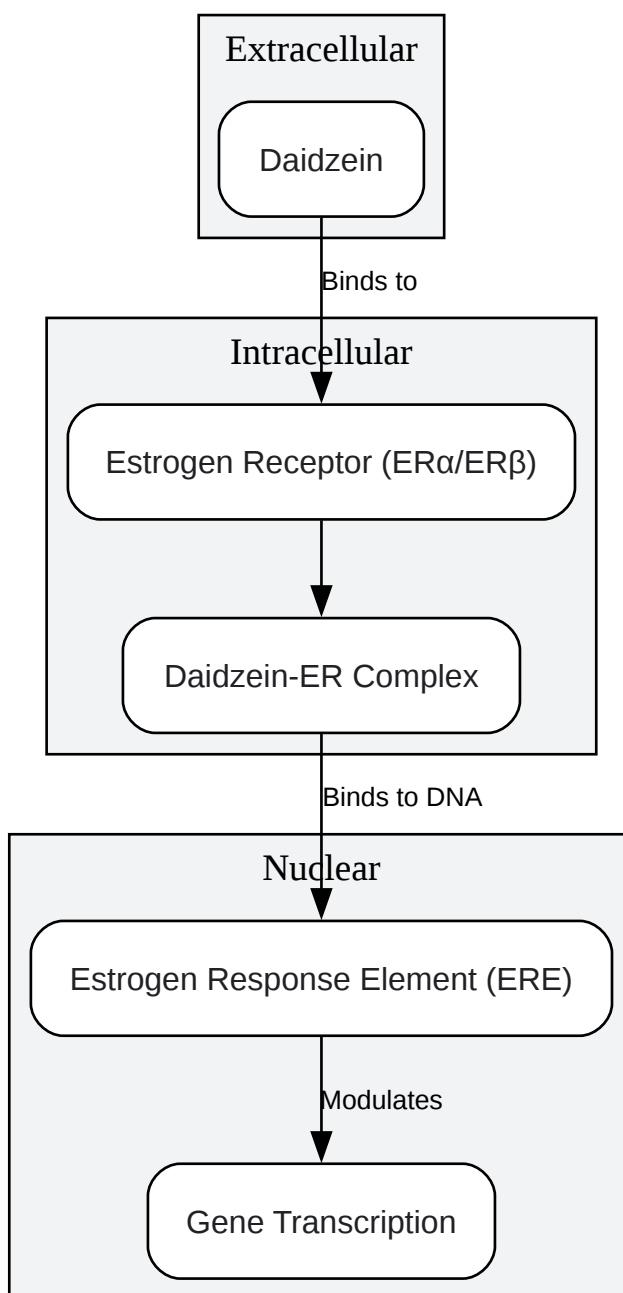 Extracellular
Daidzein
Binds to
Intracellular
Estrogen Receptor (ERα/ERβ)
Daidzein-ER Complex
Binds to DNA
Nuclear
Estrogen Response Element (ERE)
Modulates
Gene Transcription